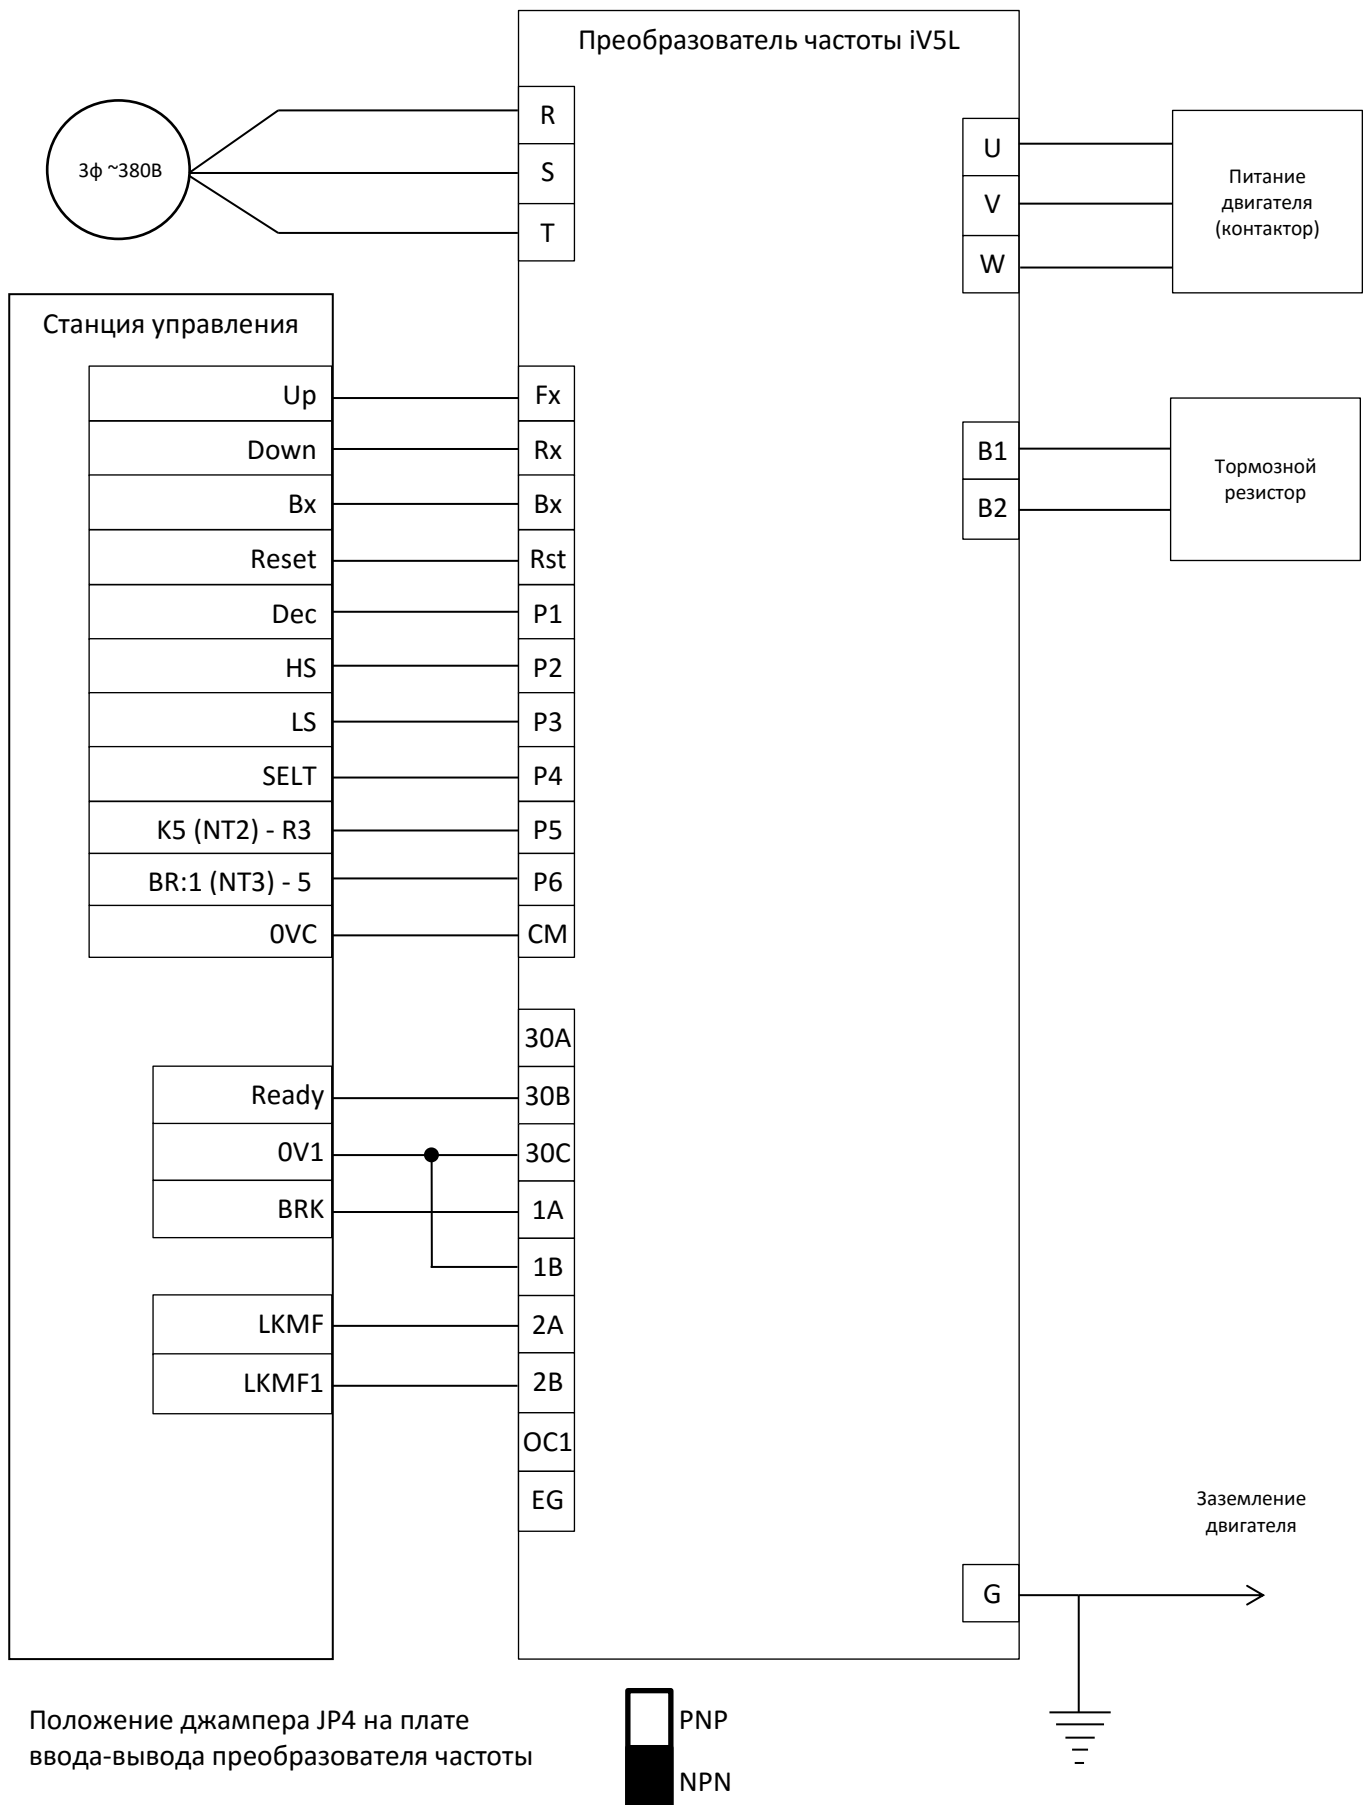 Преобразователь частоты iV5L
3ф ~380В
R
S
T
U
V
W
Питание
двигателя
(контактор)
Станция управления
Up
Fx
Down
Rx
Bx
Bx
Reset
Rst
Dec
P1
HS
P2
LS
P3
SELT
P4
K5 (NT2) - R3
P5
BR:1 (NT3) - 5
P6
0VC
CM
B1
B2
Тормозной
резистор
30A
Ready
30B
0V1
30C
BRK
1A
1B
LKMF
2A
LKMF1
2B
OC1
EG
Заземление
двигателя
G
Положение джампера JP4 на плате
ввода-вывода преобразователя частоты
PNP
NPN